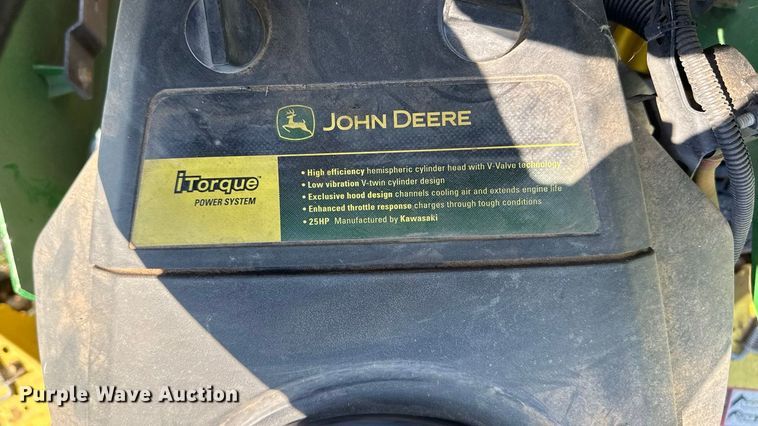 JOHN DEERE
iTorque™
POWER SYSTEM
• High efficiency hemispheric cylinder head with V-Valve technology
• Low vibration V-twin cylinder design
• Exclusive hood design channels cooling air and extends engine life
• Enhanced throttle response charges through tough conditions
• 25HP Manufactured by Kawasaki
Purple Wave Auction®